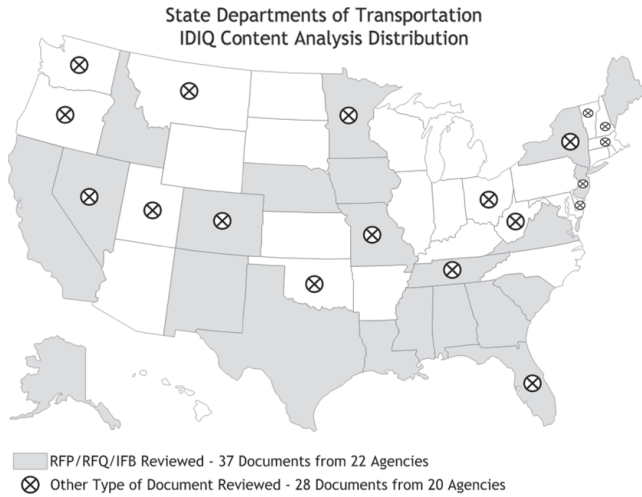 State Departments of Transportation
IDIQ Content Analysis Distribution
RFP/RFQ/IFB Reviewed - 37 Documents from 22 Agencies
Other Type of Document Reviewed - 28 Documents from 20 Agencies